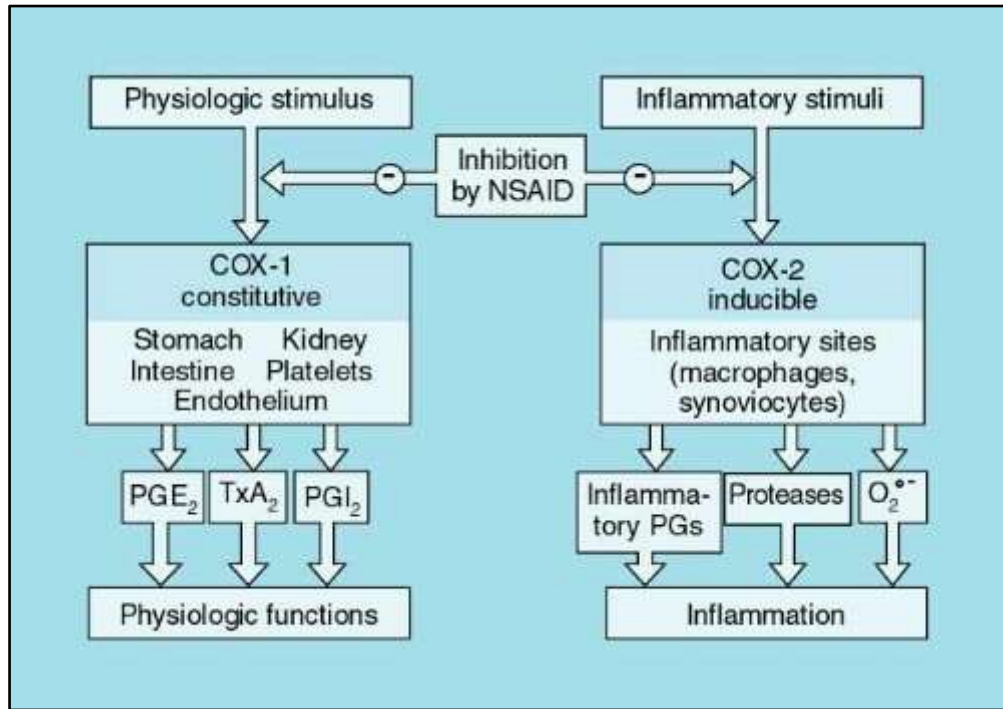 Physiologic stimulus
Inflammatory stimuli
Inhibition
by NSAID
-
-
COX-1
constitutive
Stomach Kidney
Intestine Platelets
Endothelium
COX-2
inducible
Inflammatory sites
(macrophages,
synoviocytes)
PGE₂
TxA₂
PGI₂
Inflamma-
tory PGs
Proteases
O₂°⁻
Physiologic functions
Inflammation